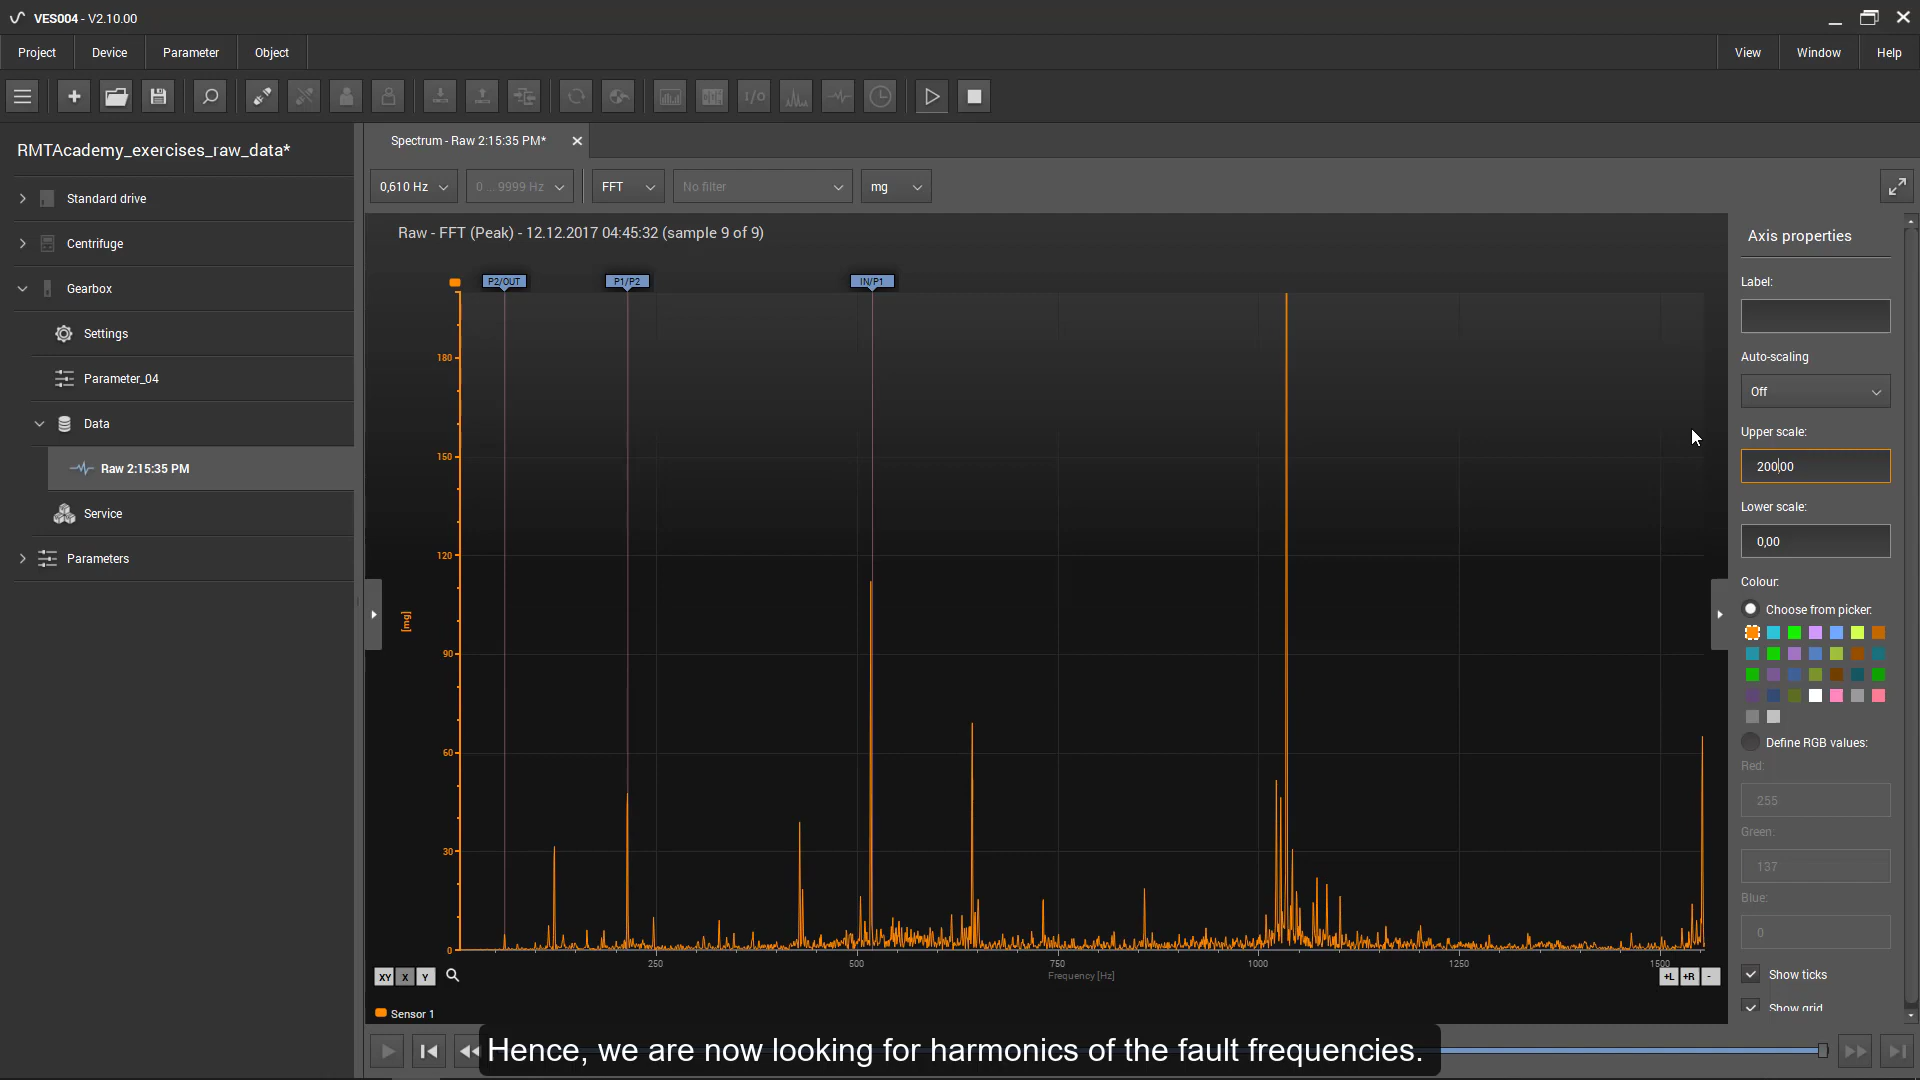 VES004 - V2.10.00
Project Device Parameter Object View Window Help
I/O
RMTAcademy_exercises_raw_data*
Standard drive
Centrifuge
Gearbox
Settings
Parameter_04
Data
Raw 2:15:35 PM
Service
Parameters
Spectrum - Raw 2:15:35 PM*
0,610 Hz 0 ... 9999 Hz FFT No filter mg
Raw - FFT (Peak) - 12.12.2017 04:45:32 (sample 9 of 9)
P2/OUT P1/P2 IN/P1
180
150
120
90
60
30
0
[mg]
250 500 750 1000 1250 1500
Frequency [Hz]
XY X Y
+L +R -
Sensor 1
Axis properties
Label:
Auto-scaling
Off
Upper scale:
200,00
Lower scale:
0,00
Colour:
Choose from picker:
Define RGB values:
Red:
255
Green:
137
Blue:
0
Show ticks
Show grid
Hence, we are now looking for harmonics of the fault frequencies.